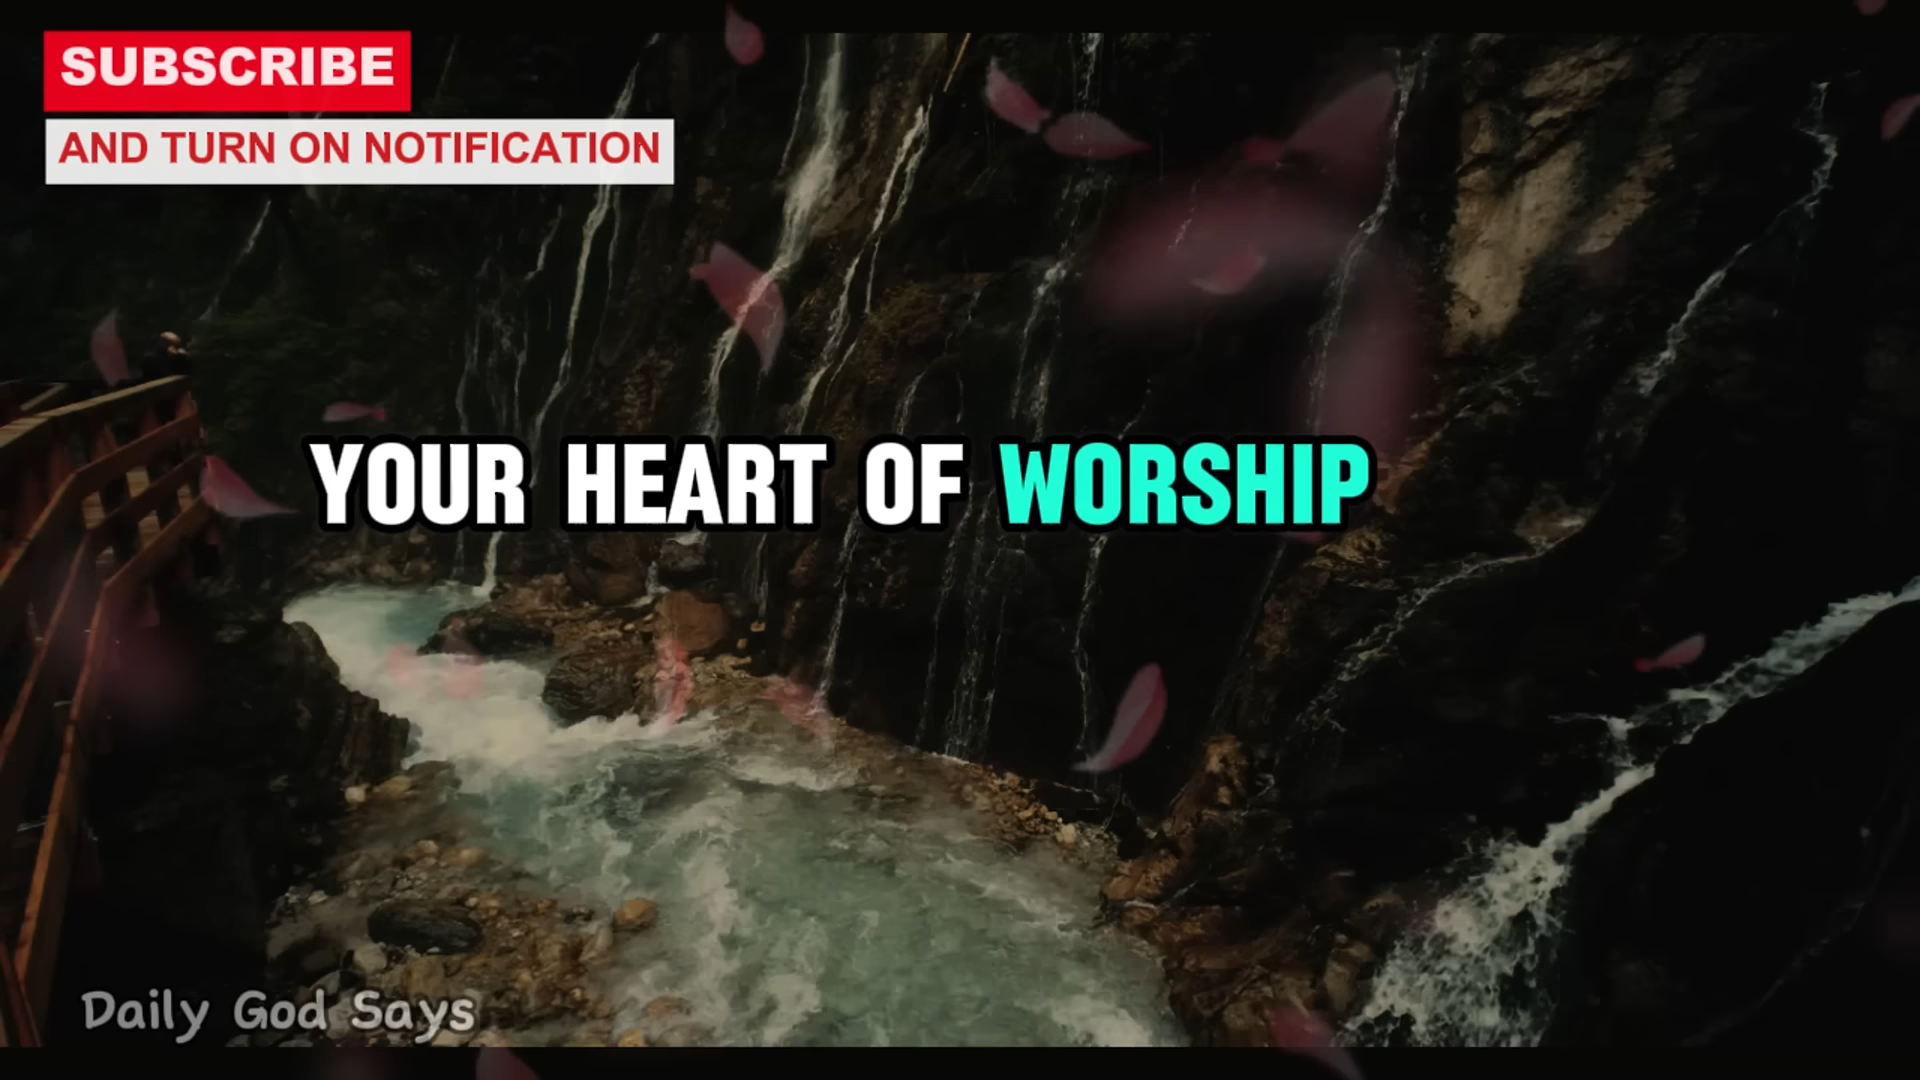 SUBSCRIBE
AND TURN ON NOTIFICATION
YOUR HEART OF WORSHIP
Daily God Says